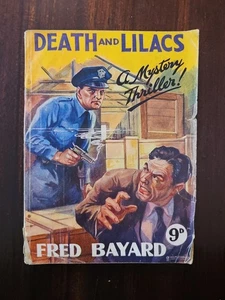 DEATH AND LILACS
A Mystery
Thriller!
FRED BAYARD
9D